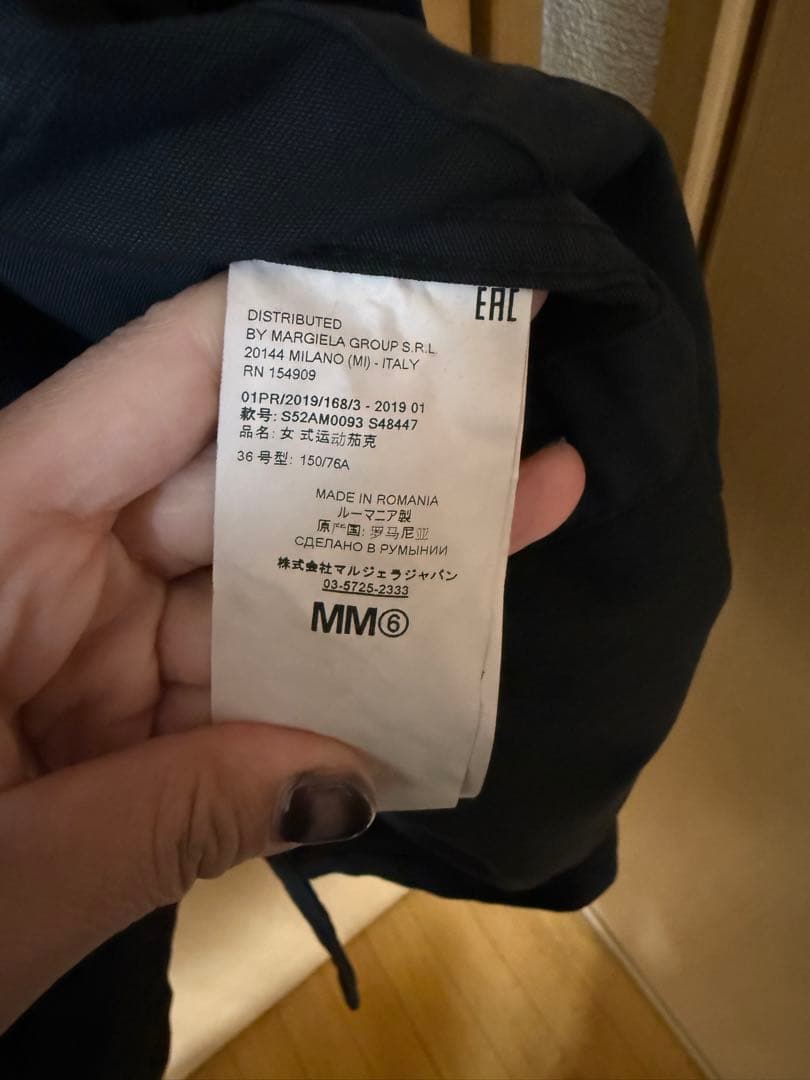 EAC
DISTRIBUTED
BY MARGIELA GROUP S.R.L.
20144 MILANO (MI) - ITALY
RN 154909
01PR/2019/168/3 - 2019 01
款号: S52AM0093 S48447
品名: 女 式运动茄克
36 号型: 150/76A
MADE IN ROMANIA
ルーマニア製
原产国: 罗马尼亚
СДЕЛАНО В РУМЫНИИ
株式会社マルジェラジャパン
03-5725-2333
MM⑥